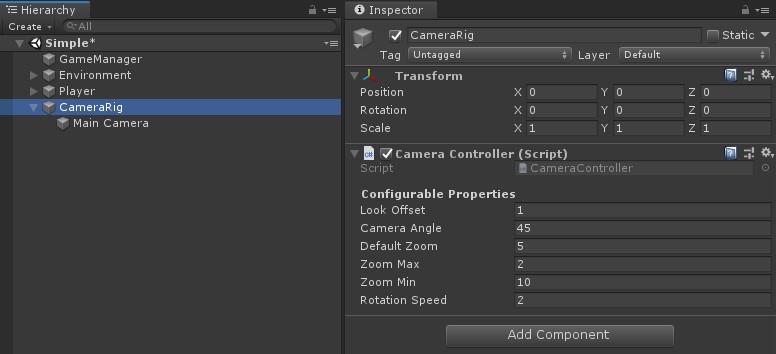 Hierarchy
Create All
Simple*
GameManager
Environment
Player
CameraRig
Main Camera
Inspector
CameraRig Static
Tag Untagged Layer Default
Transform
Position X 0 Y 0 Z 0
Rotation X 0 Y 0 Z 0
Scale X 1 Y 1 Z 1
C# Camera Controller (Script)
Script CameraController
Configurable Properties
Look Offset 1
Camera Angle 45
Default Zoom 5
Zoom Max 2
Zoom Min 10
Rotation Speed 2
Add Component